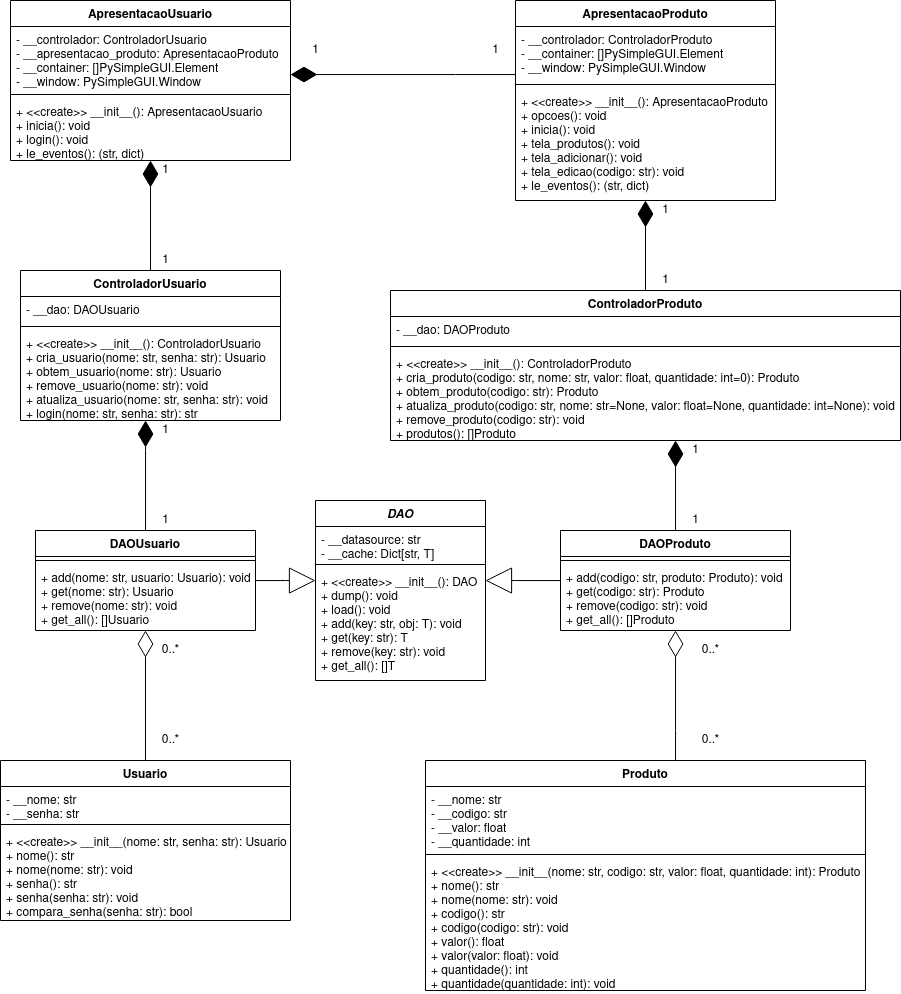 ApresentacaoUsuario
- __controlador: ControladorUsuario
- __apresentacao_produto: ApresentacaoProduto
- __container: []PySimpleGUI.Element
- __window: PySimpleGUI.Window
+ <<create>> __init__(): ApresentacaoUsuario
+ inicia(): void
+ login(): void
+ le_eventos(): (str, dict)
1
1
ApresentacaoProduto
- __controlador: ControladorProduto
- __container: []PySimpleGUI.Element
- __window: PySimpleGUI.Window
+ <<create>> __init__(): ApresentacaoProduto
+ opcoes(): void
+ inicia(): void
+ tela_produtos(): void
+ tela_adicionar(): void
+ tela_edicao(codigo: str): void
+ le_eventos(): (str, dict)
1
1
1
1
ControladorUsuario
- __dao: DAOUsuario
+ <<create>> __init__(): ControladorUsuario
+ cria_usuario(nome: str, senha: str): Usuario
+ obtem_usuario(nome: str): Usuario
+ remove_usuario(nome: str): void
+ atualiza_usuario(nome: str, senha: str): void
+ login(nome: str, senha: str): str
ControladorProduto
- __dao: DAOProduto
+ <<create>> __init__(): ControladorProduto
+ cria_produto(codigo: str, nome: str, valor: float, quantidade: int=0): Produto
+ obtem_produto(codigo: str): Produto
+ atualiza_produto(codigo: str, nome: str=None, valor: float=None, quantidade: int=None): void
+ remove_produto(codigo: str): void
+ produtos(): []Produto
1
1
1
1
DAOUsuario
+ add(nome: str, usuario: Usuario): void
+ get(nome: str): Usuario
+ remove(nome: str): void
+ get_all(): []Usuario
DAO
- __datasource: str
- __cache: Dict[str, T]
+ <<create>> __init__(): DAO
+ dump(): void
+ load(): void
+ add(key: str, obj: T): void
+ get(key: str): T
+ remove(key: str): void
+ get_all(): []T
DAOProduto
+ add(codigo: str, produto: Produto): void
+ get(codigo: str): Produto
+ remove(codigo: str): void
+ get_all(): []Produto
0..*
0..*
0..*
0..*
Usuario
- __nome: str
- __senha: str
+ <<create>> __init__(nome: str, senha: str): Usuario
+ nome(): str
+ nome(nome: str): void
+ senha(): str
+ senha(senha: str): void
+ compara_senha(senha: str): bool
Produto
- __nome: str
- __codigo: str
- __valor: float
- __quantidade: int
+ <<create>> __init__(nome: str, codigo: str, valor: float, quantidade: int): Produto
+ nome(): str
+ nome(nome: str): void
+ codigo(): str
+ codigo(codigo: str): void
+ valor(): float
+ valor(valor: float): void
+ quantidade(): int
+ quantidade(quantidade: int): void